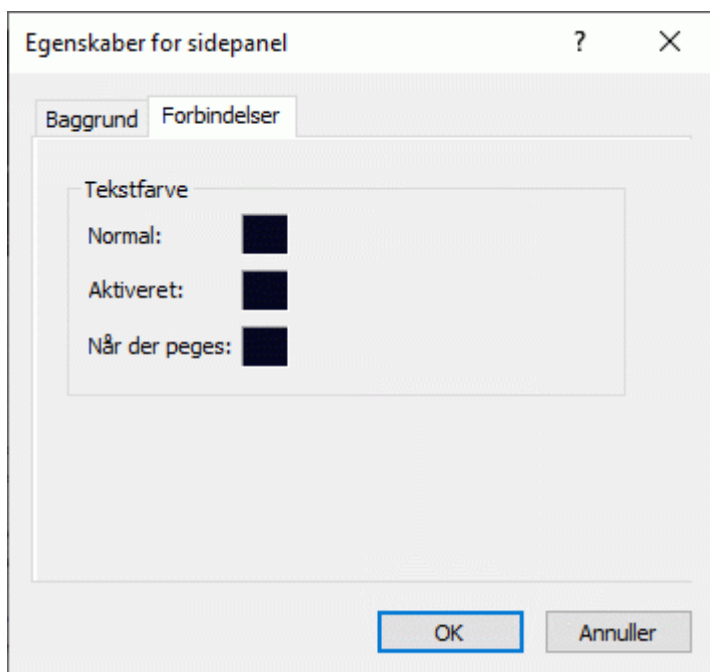 Egenskaber for sidepanel ?
Baggrund Forbindelser
Tekstfarve
Normal:
Aktiveret:
Når der peges:
OK Annuller